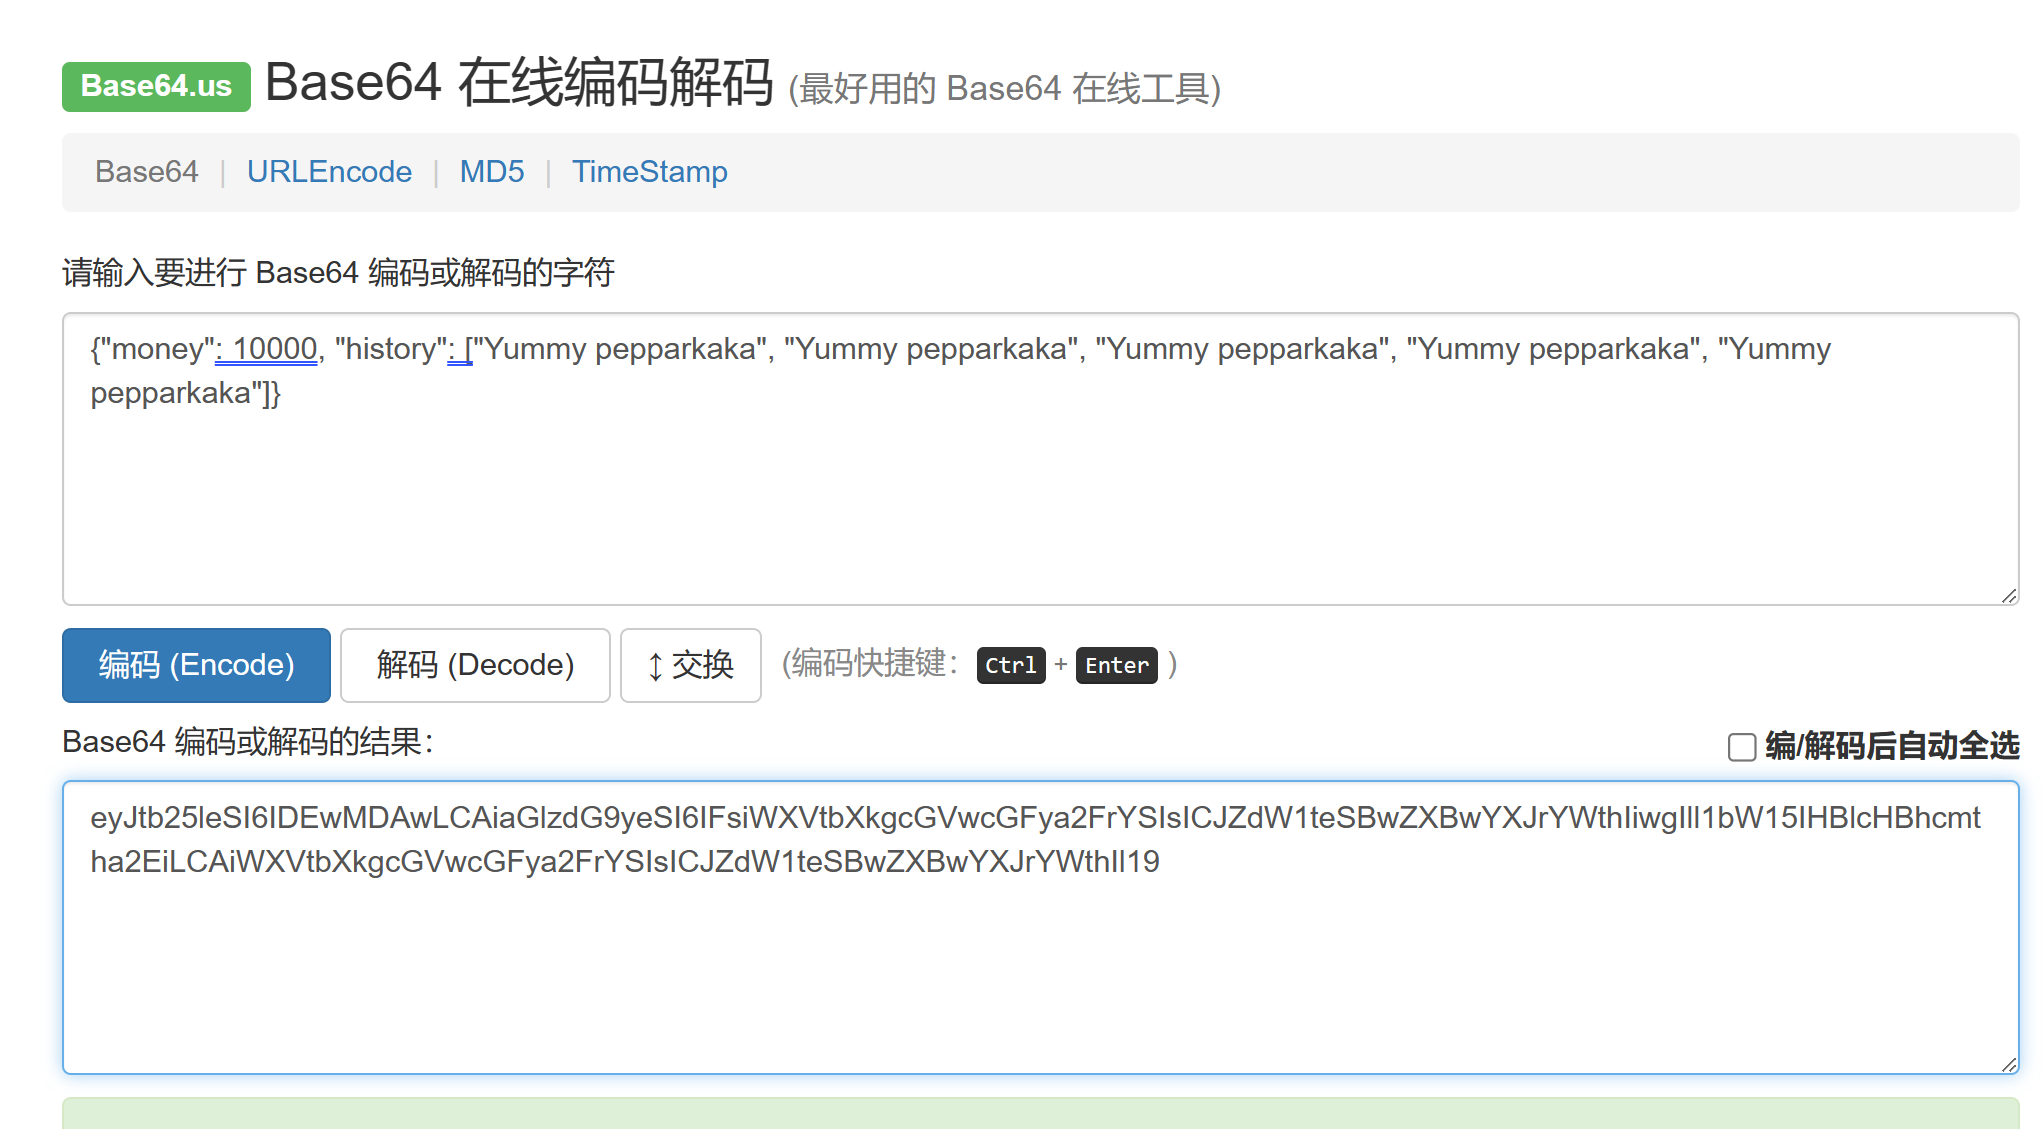 Base64.us Base64 在线编码解码 (最好用的 Base64 在线工具)
Base64 | URLEncode | MD5 | TimeStamp
请输入要进行 Base64 编码或解码的字符
{"money": 10000, "history": ["Yummy pepparkaka", "Yummy pepparkaka", "Yummy pepparkaka", "Yummy pepparkaka", "Yummy
pepparkaka"]}
编码 (Encode) 解码 (Decode) ↕ 交换 (编码快捷键： Ctrl + Enter )
Base64 编码或解码的结果： 编/解码后自动全选
eyJtb25leSI6IDEwMDAwLCAiaGlzdG9yeSI6IFsiWXVtbXkgcGVwcGFya2FrYSIsICJZdW1teSBwZXBwYXJrYWthIiwgIll1bW15IHBlcHBhcmt
ha2EiLCAiWXVtbXkgcGVwcGFya2FrYSIsICJZdW1teSBwZXBwYXJrYWthIl19